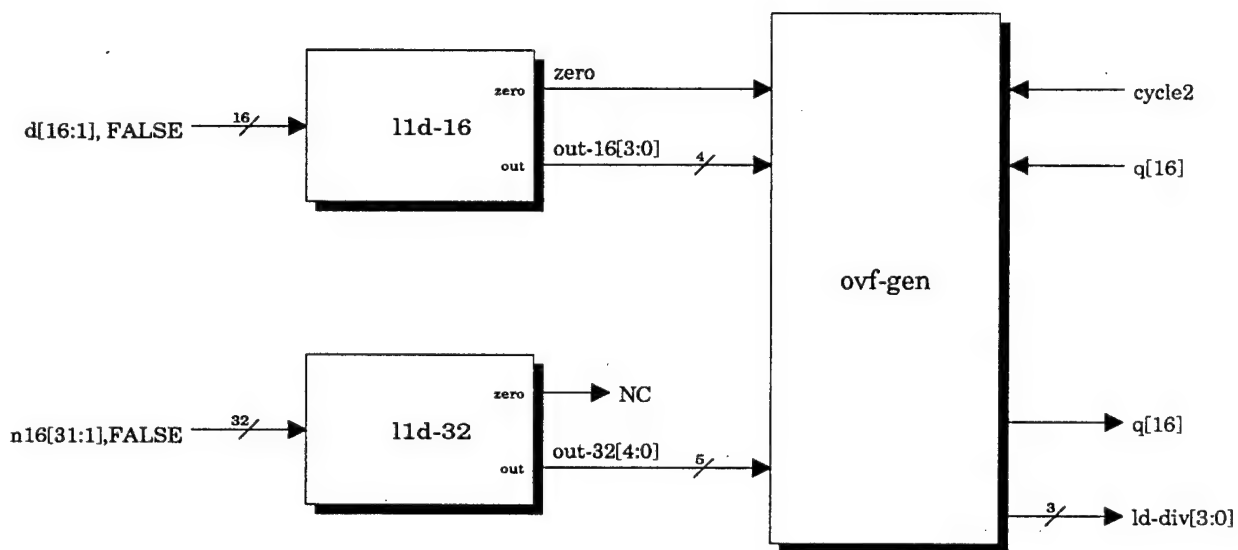 zero
zero
cycle2
16
d[16:1], FALSE
l1d-16
out-16[3:0]
4
out
q[16]
ovf-gen
zero
NC
q[16]
32
n16[31:1],FALSE
l1d-32
out-32[4:0]
5
out
3
ld-div[3:0]